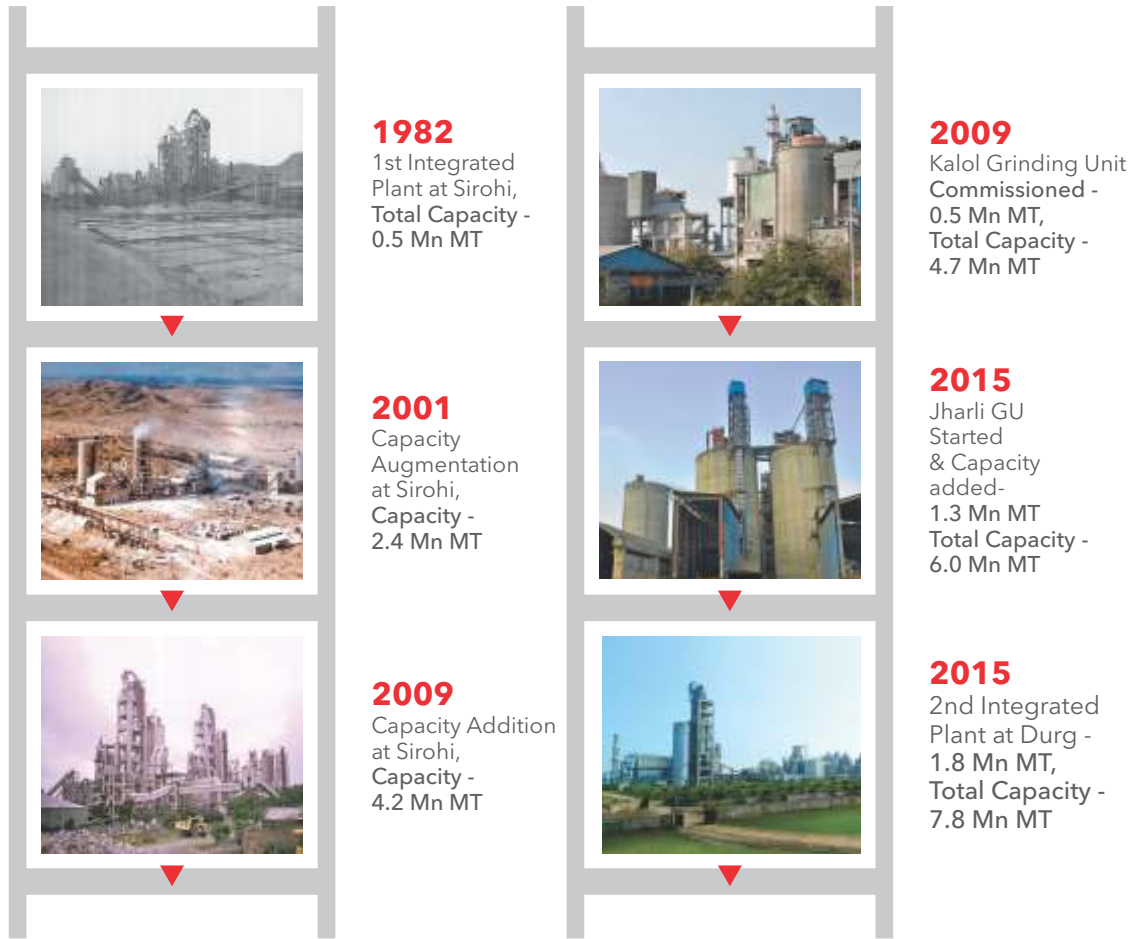 1982
1st Integrated
Plant at Sirohi,
Total Capacity -
0.5 Mn MT
2001
Capacity
Augmentation
at Sirohi,
Capacity -
2.4 Mn MT
2009
Capacity Addition
at Sirohi,
Capacity -
4.2 Mn MT
2009
Kalol Grinding Unit
Commissioned -
0.5 Mn MT,
Total Capacity -
4.7 Mn MT
2015
Jharli GU
Started
& Capacity
added-
1.3 Mn MT
Total Capacity -
6.0 Mn MT
2015
2nd Integrated
Plant at Durg -
1.8 Mn MT,
Total Capacity -
7.8 Mn MT